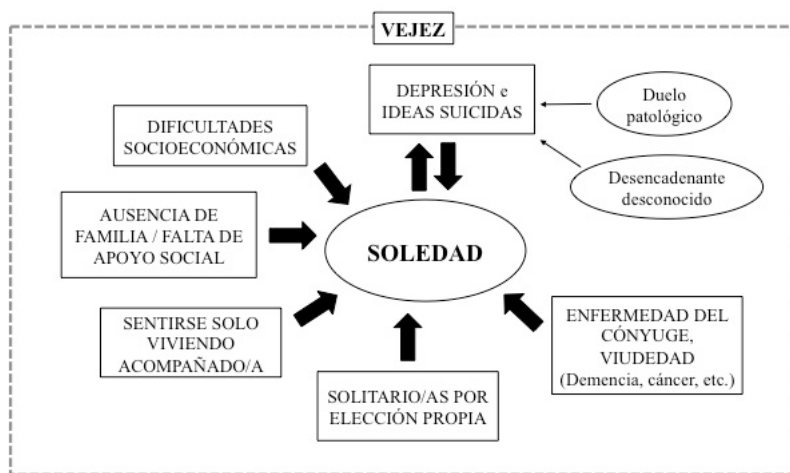 VEJEZ
DEPRESIÓN e
IDEAS SUICIDAS
Duelo
patológico
Desencadenante
desconocido
DIFICULTADES
SOCIOECONÓMICAS
AUSENCIA DE
FAMILIA / FALTA DE
APOYO SOCIAL
SOLEDAD
SENTIRSE SOLO
VIVIENDO
ACOMPAÑADO/A
SOLITARIO/AS POR
ELECCIÓN PROPIA
ENFERMEDAD DEL
CÓNYUGE,
VIUDEDAD
(Demencia, cáncer, etc.)